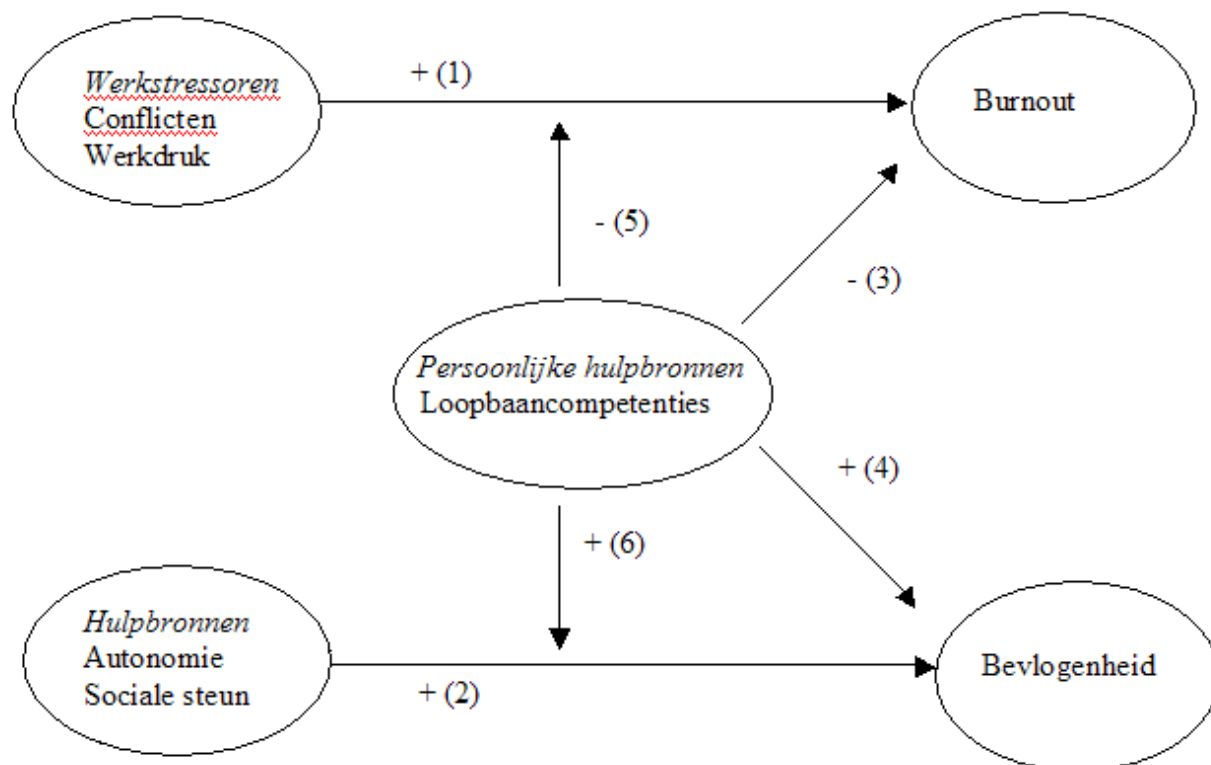 + (1)
Werkstressoren
Conflicten
Werkdruk
Burnout
- (5)
- (3)
Persoonlijke hulpbronnen
Loopbaancompetenties
+ (4)
+ (6)
Hulpbronnen
Autonomie
Sociale steun
+ (2)
Bevlogenheid